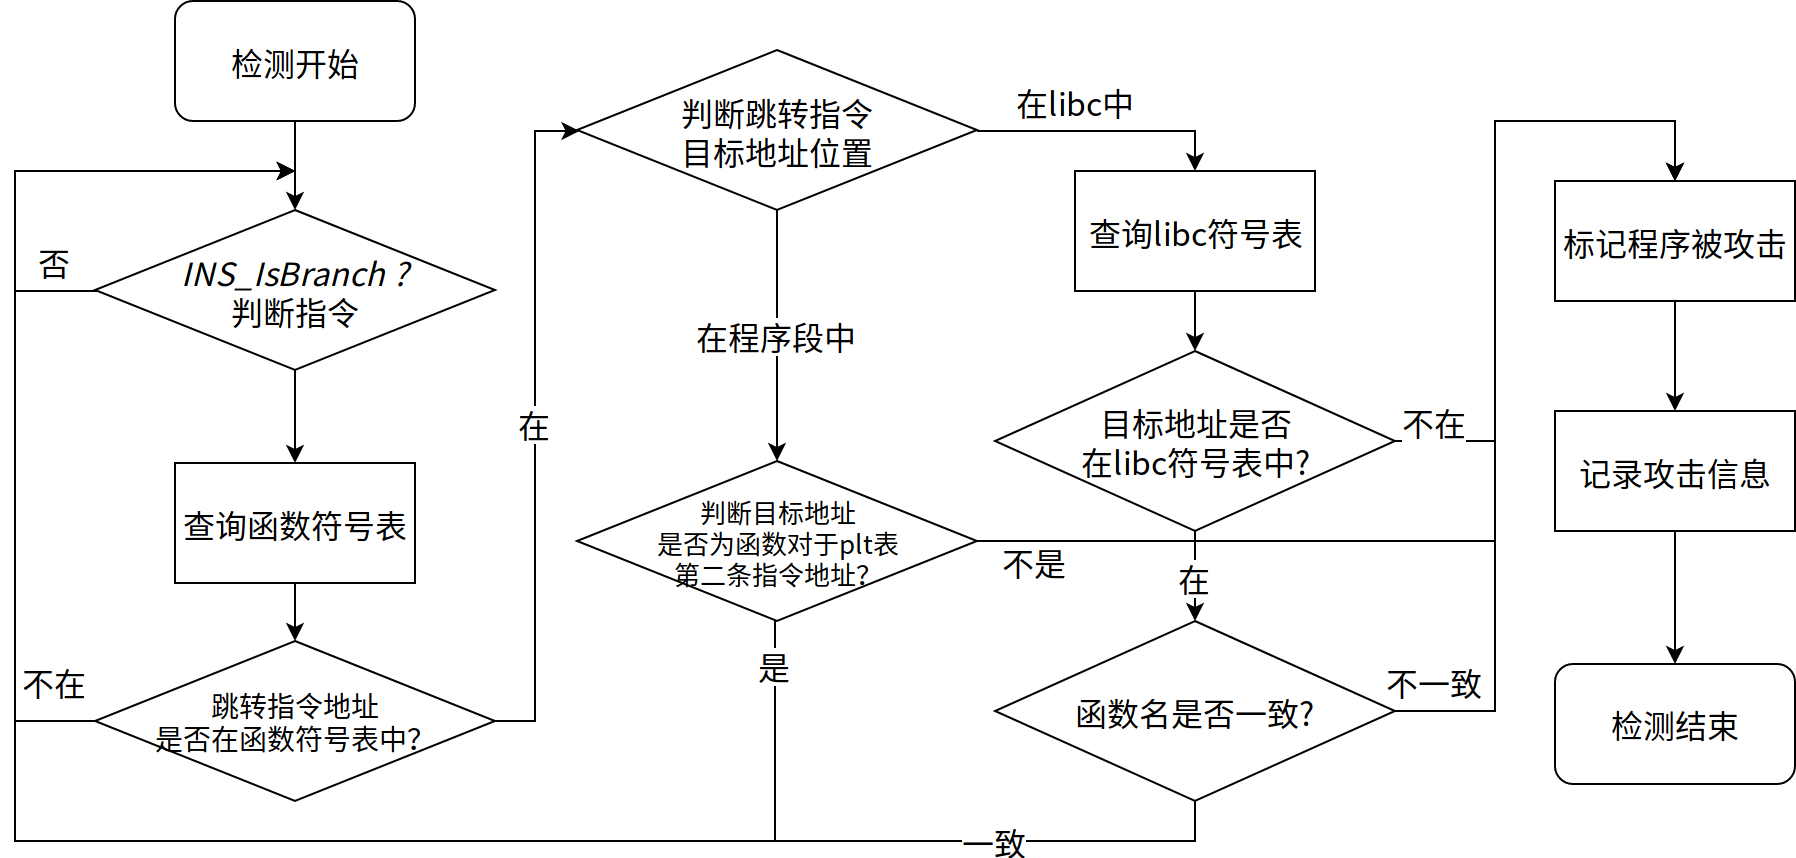 检测开始
否
INS_IsBranch？
判断指令
查询函数符号表
不在
跳转指令地址
是否在函数符号表中?
在
判断跳转指令
目标地址位置
在程序段中
判断目标地址
是否为函数对于plt表
第二条指令地址?
是
不是
在libc中
查询libc符号表
目标地址是否
在libc符号表中?
不在
在
函数名是否一致?
不一致
一致
标记程序被攻击
记录攻击信息
检测结束